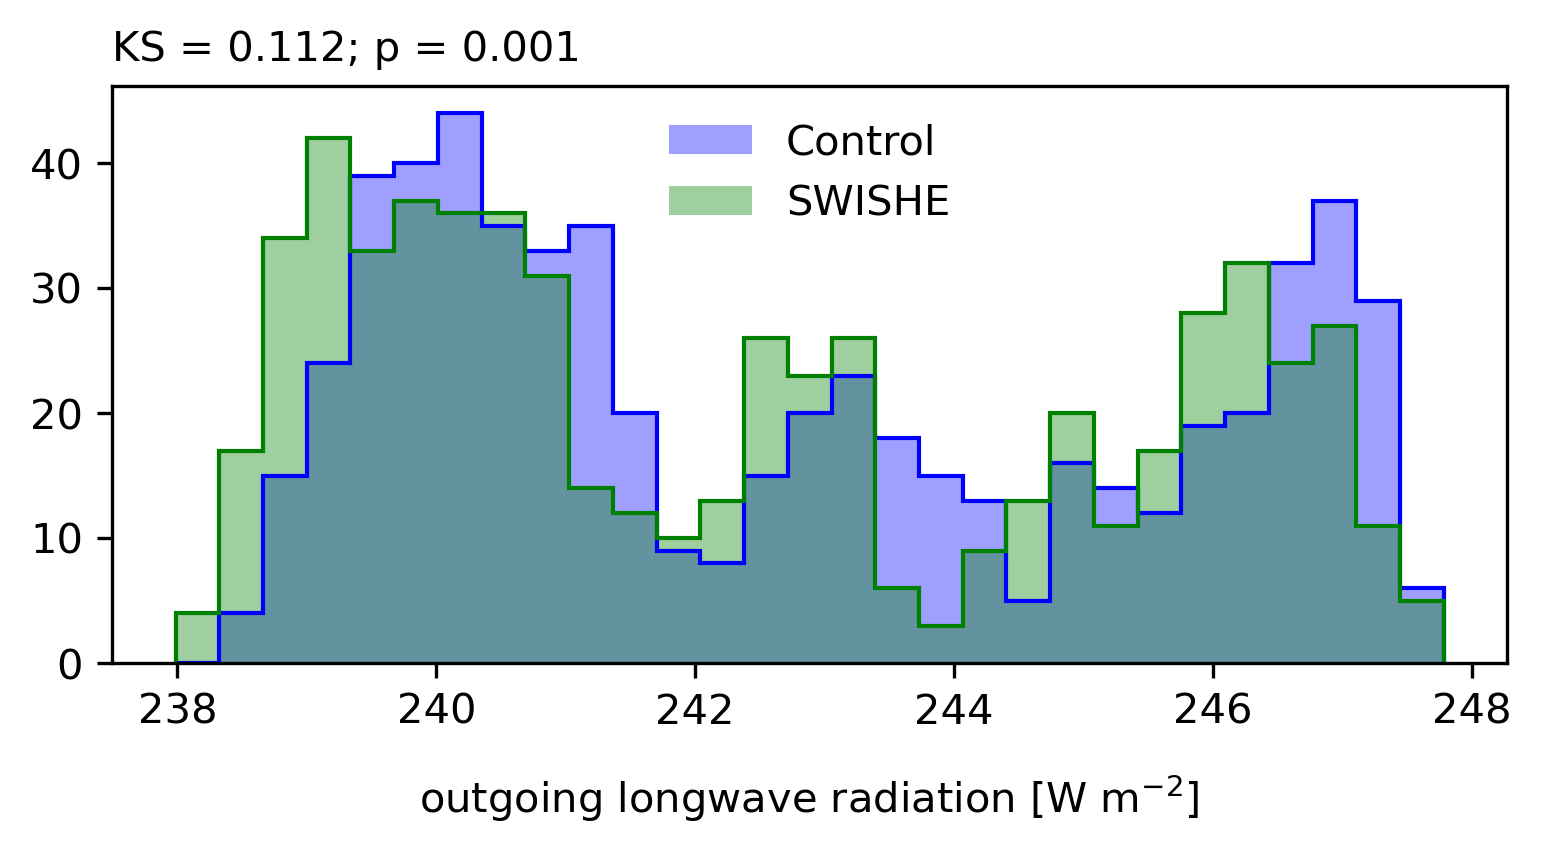 KS = 0.112; p = 0.001
Control
SWISHE
40
30
20
10
0
238 240 242 244 246 248
outgoing longwave radiation [W m⁻²]